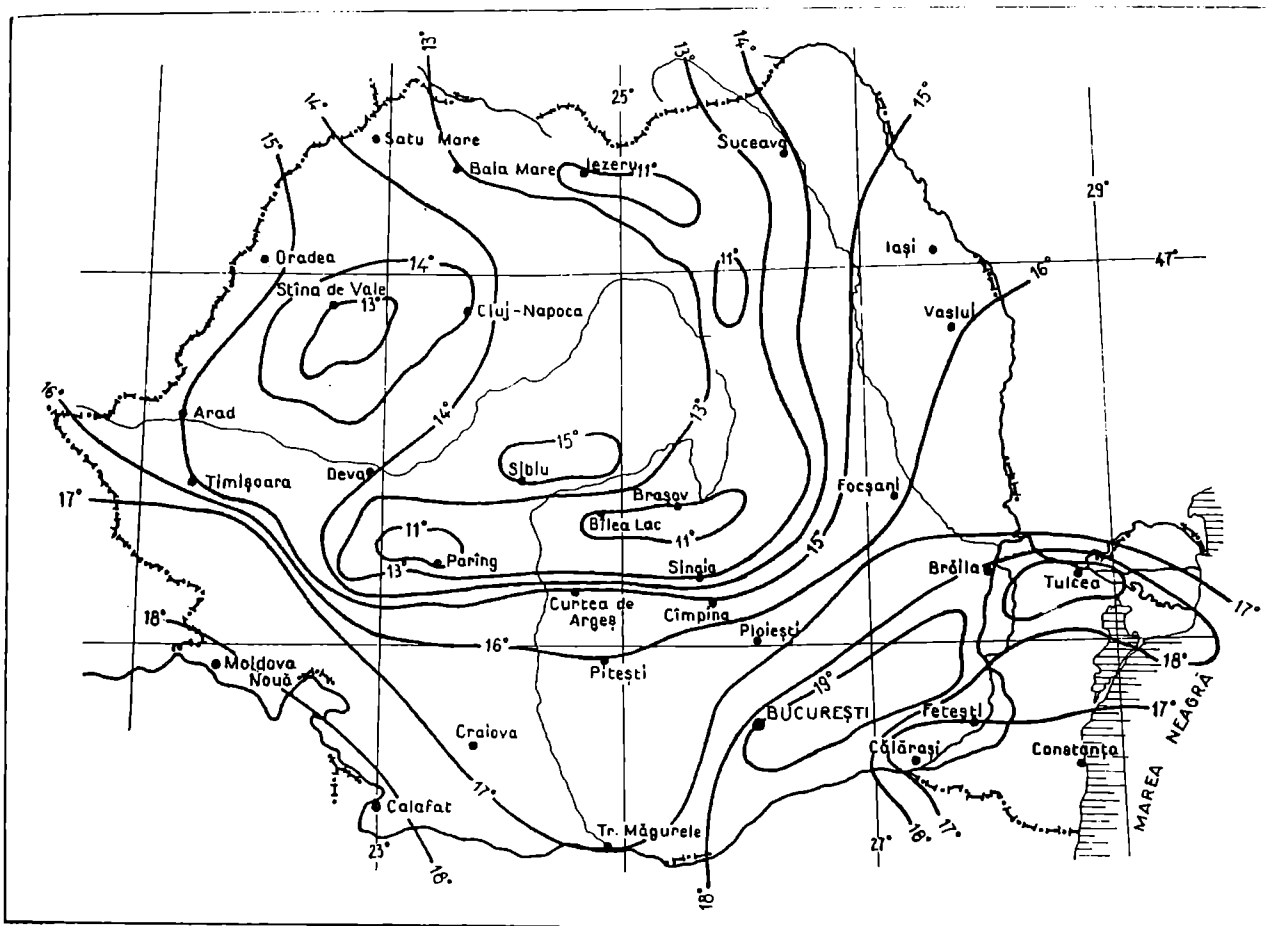 13°
13°
14°
25°
14°
15°
15°
Satu Mare
Suceava
Baia Mare
Iezeru
11°
29°
Oradea
Iași
14°
11°
47°
16°
Stîna de Vale
13°
Cluj-Napoca
Vaslui
16°
Arad
14°
13°
15°
Deva
Sibiu
Timișoara
Focșani
17°
Brașov
Bîlea Lac
11°
11°
15°
Parîng
13°
Sinaia
Brăila
Tulcea
17°
Curtea de
Argeș
Cîmpina
18°
16°
Ploiești
Moldova
Nouă
Pitești
18°
19°
BUCUREȘTI
Fetești
17°
Craiova
Călărași
Constanța
MAREA NEAGRĂ
17°
Calafat
Tr. Măgurele
18°
17°
23°
27°
18°
18°